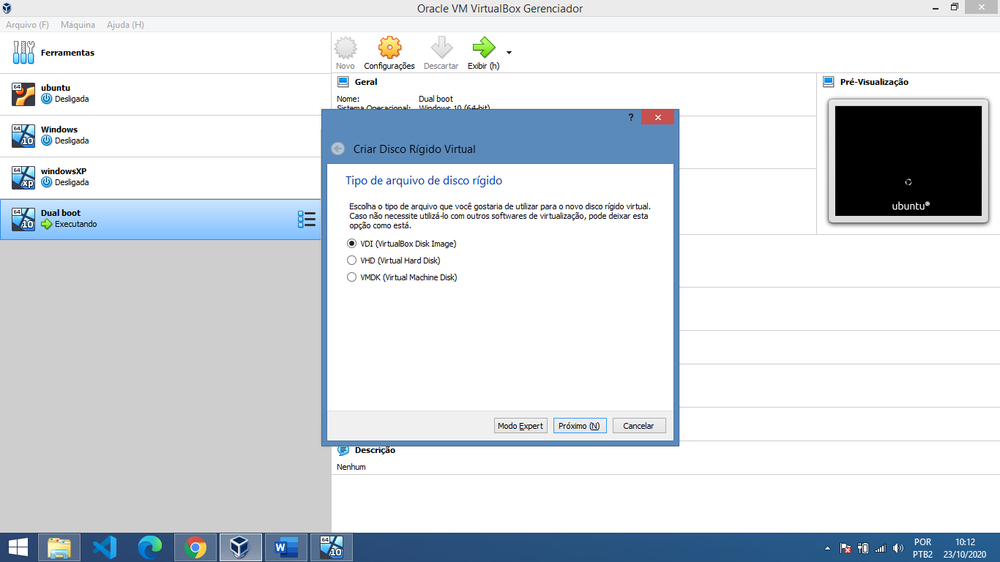 Oracle VM VirtualBox Gerenciador
Arquivo (F) Máquina Ajuda (H)
Ferramentas
64
ubuntu
Desligada
64
10
Windows
Desligada
64
xp
windowsXP
Desligada
64
10
Dual boot
Executando
Novo Configurações Descartar Exibir (h)
Geral
Nome: Dual boot
Sistema Operacional: Windows 10 (64-bit)
Pré-Visualização
ubuntu®
?
Criar Disco Rígido Virtual
Tipo de arquivo de disco rígido
Escolha o tipo de arquivo que você gostaria de utilizar para o novo disco rígido virtual.
Caso não necessite utilizá-lo com outros softwares de virtualização, pode deixar esta
opção como está.
VDI (VirtualBox Disk Image)
VHD (Virtual Hard Disk)
VMDK (Virtual Machine Disk)
Modo Expert Próximo (N) Cancelar
Descrição
Nenhum
W
64
10
POR
PTB2
10:12
23/10/2020